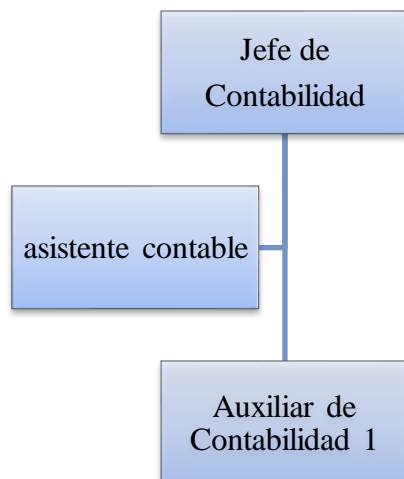 Jefe de
Contabilidad
asistente contable
Auxiliar de
Contabilidad 1